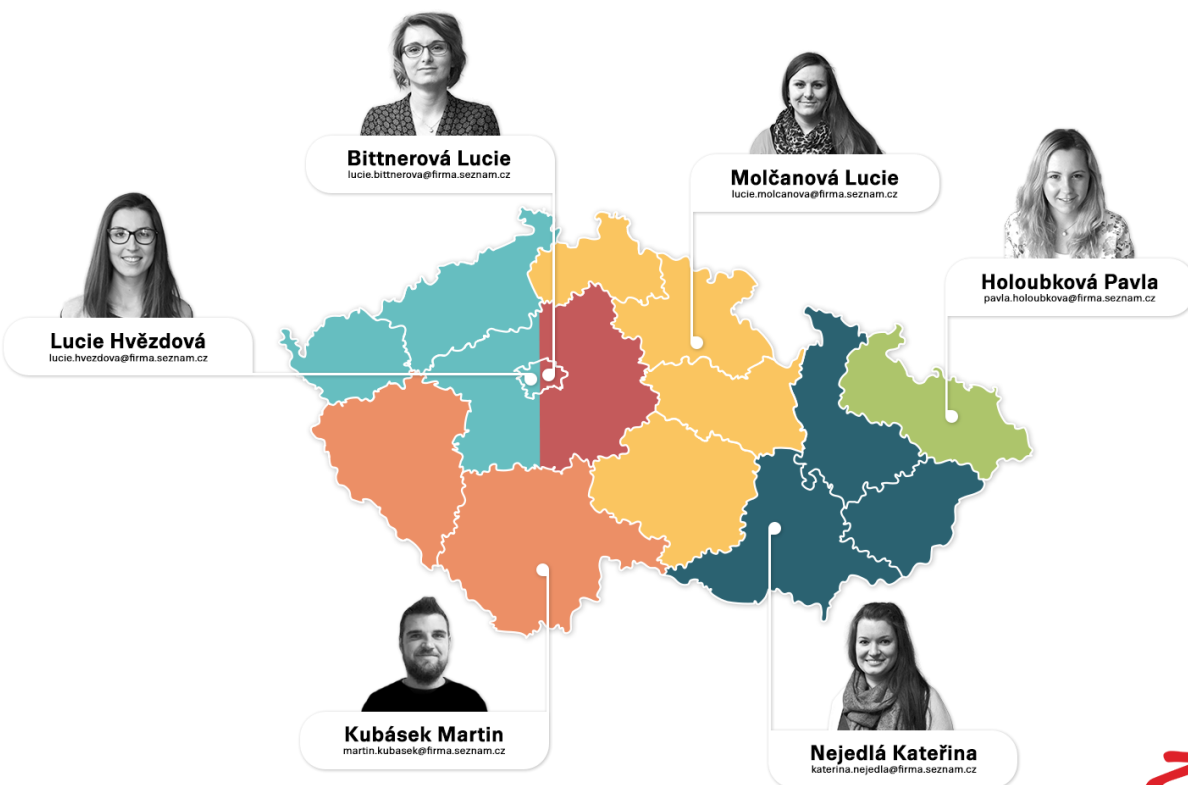 Bittnerová Lucie
lucie.bittnerova@firma.seznam.cz
Molčanová Lucie
lucie.molcanova@firma.seznam.cz
Holoubková Pavla
pavla.holoubkova@firma.seznam.cz
Lucie Hvězdová
lucie.hvezdova@firma.seznam.cz
Kubásek Martin
martin.kubasek@firma.seznam.cz
Nejedlá Kateřina
katerina.nejedla@firma.seznam.cz